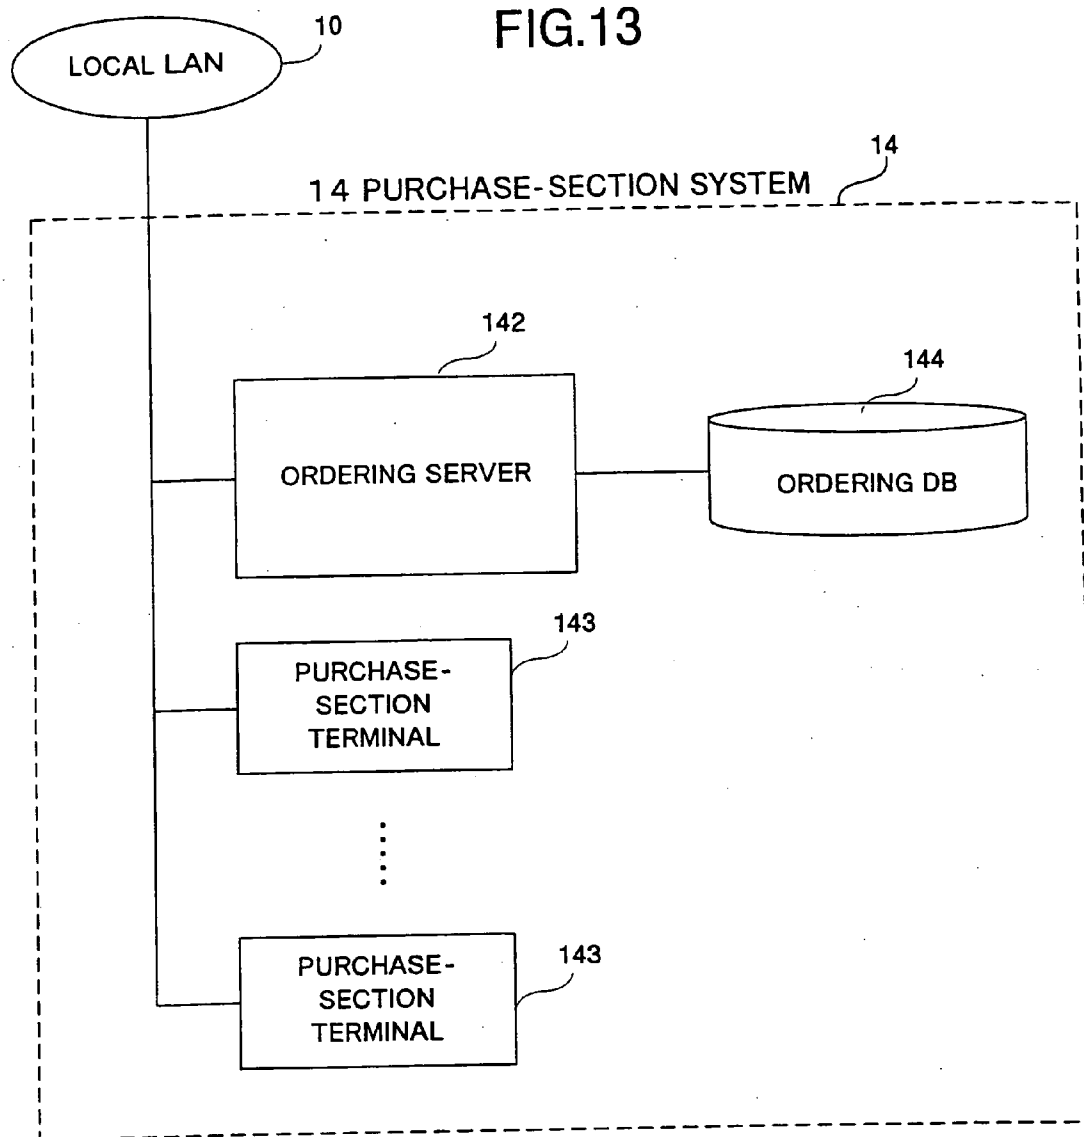 FIG.13
LOCAL LAN
10
14 PURCHASE-SECTION SYSTEM
14
142
ORDERING SERVER
144
ORDERING DB
143
PURCHASE-
SECTION
TERMINAL
143
PURCHASE-
SECTION
TERMINAL